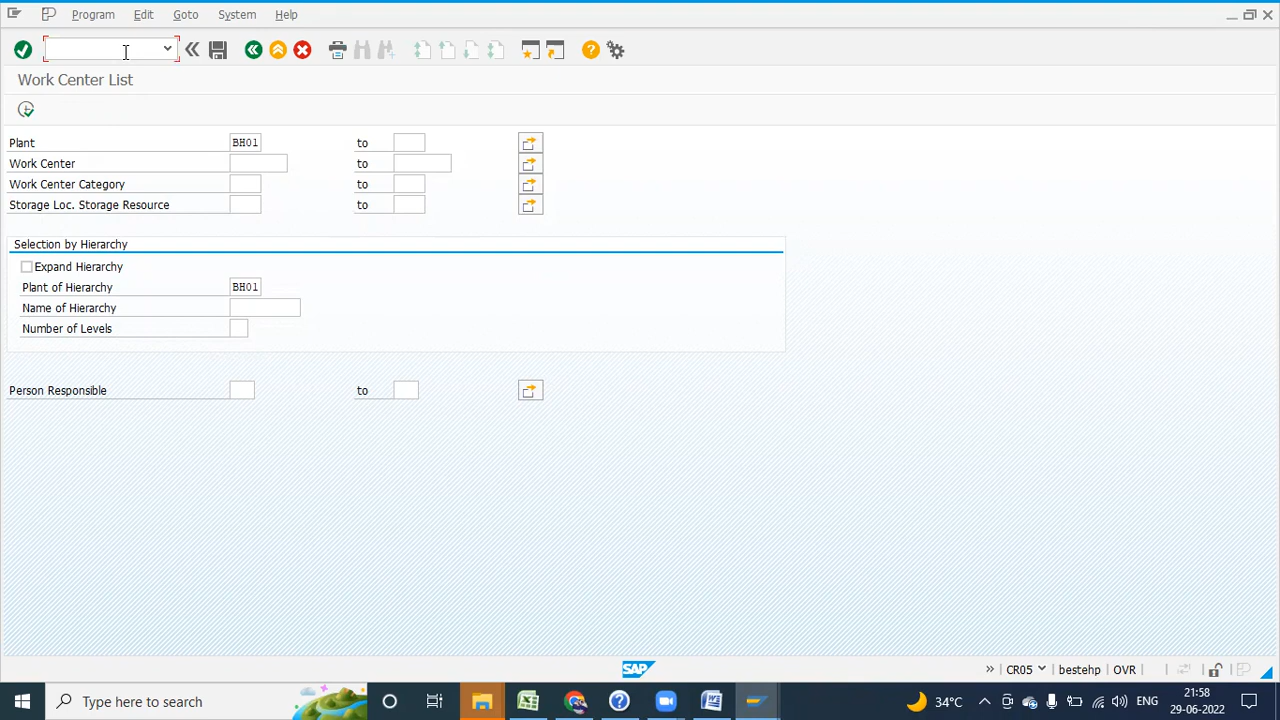 Program Edit Goto System Help
Work Center List
Plant BH01 to
Work Center to
Work Center Category to
Storage Loc. Storage Resource to
Selection by Hierarchy
Expand Hierarchy
Plant of Hierarchy BH01
Name of Hierarchy
Number of Levels
Person Responsible to
SAP CR05 bestehp OVR
Type here to search 34°C ENG 21:58
29-06-2022